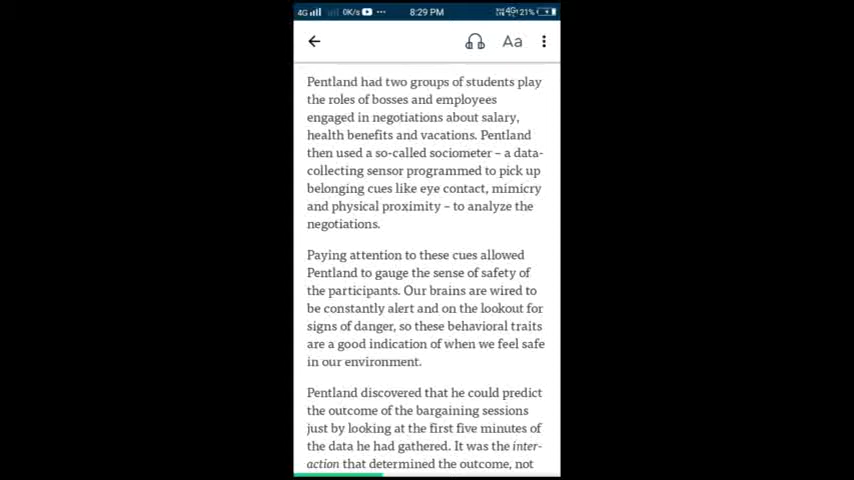 4G 0K/s ··· 8:29 PM 4G 21%
Aa
Pentland had two groups of students play
the roles of bosses and employees
engaged in negotiations about salary,
health benefits and vacations. Pentland
then used a so-called sociometer – a data-
collecting sensor programmed to pick up
belonging cues like eye contact, mimicry
and physical proximity – to analyze the
negotiations.
Paying attention to these cues allowed
Pentland to gauge the sense of safety of
the participants. Our brains are wired to
be constantly alert and on the lookout for
signs of danger, so these behavioral traits
are a good indication of when we feel safe
in our environment.
Pentland discovered that he could predict
the outcome of the bargaining sessions
just by looking at the first five minutes of
the data he had gathered. It was the inter-
action that determined the outcome, not